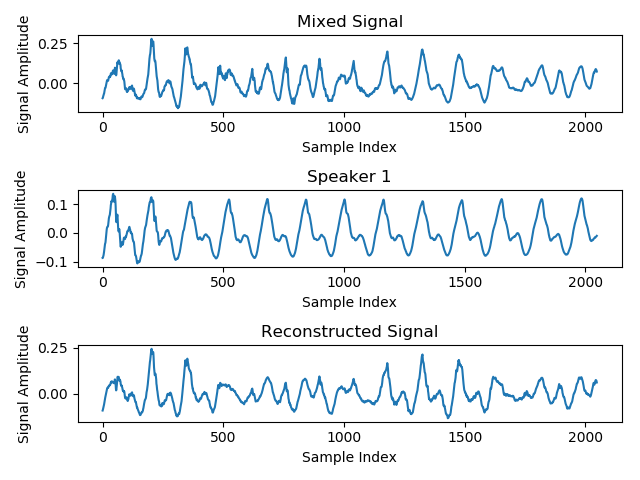 Mixed Signal
Signal Amplitude
0.25
0.00
0 500 1000 1500 2000
Sample Index
Speaker 1
Signal Amplitude
0.1
0.0
−0.1
0 500 1000 1500 2000
Sample Index
Reconstructed Signal
Signal Amplitude
0.25
0.00
0 500 1000 1500 2000
Sample Index